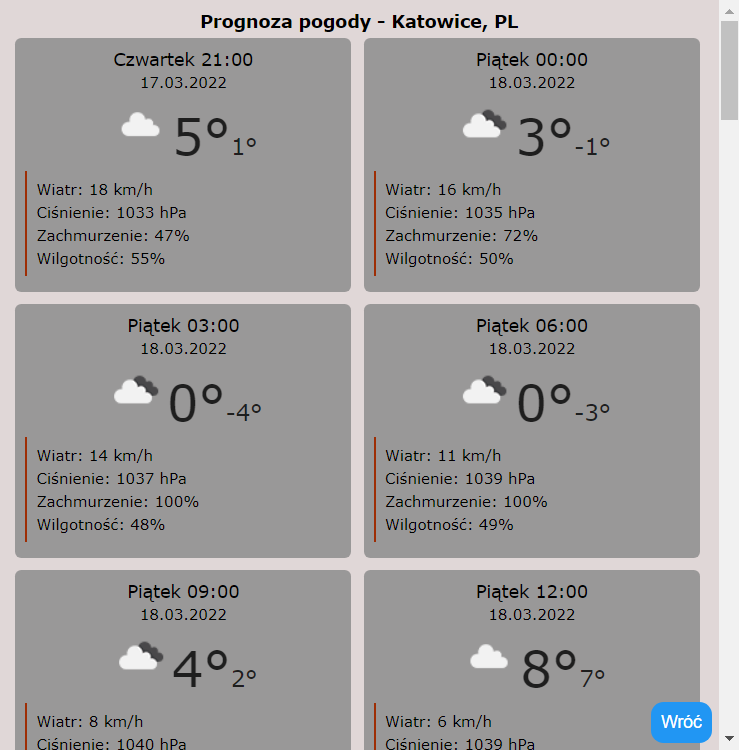 Prognoza pogody - Katowice, PL
Czwartek 21:00
17.03.2022
5° 1°
Wiatr: 18 km/h
Ciśnienie: 1033 hPa
Zachmurzenie: 47%
Wilgotność: 55%
Piątek 00:00
18.03.2022
3° -1°
Wiatr: 16 km/h
Ciśnienie: 1035 hPa
Zachmurzenie: 72%
Wilgotność: 50%
Piątek 03:00
18.03.2022
0° -4°
Wiatr: 14 km/h
Ciśnienie: 1037 hPa
Zachmurzenie: 100%
Wilgotność: 48%
Piątek 06:00
18.03.2022
0° -3°
Wiatr: 11 km/h
Ciśnienie: 1039 hPa
Zachmurzenie: 100%
Wilgotność: 49%
Piątek 09:00
18.03.2022
4° 2°
Wiatr: 8 km/h
Ciśnienie: 1040 hPa
Piątek 12:00
18.03.2022
8° 7°
Wiatr: 6 km/h
Ciśnienie: 1039 hPa
Wróć